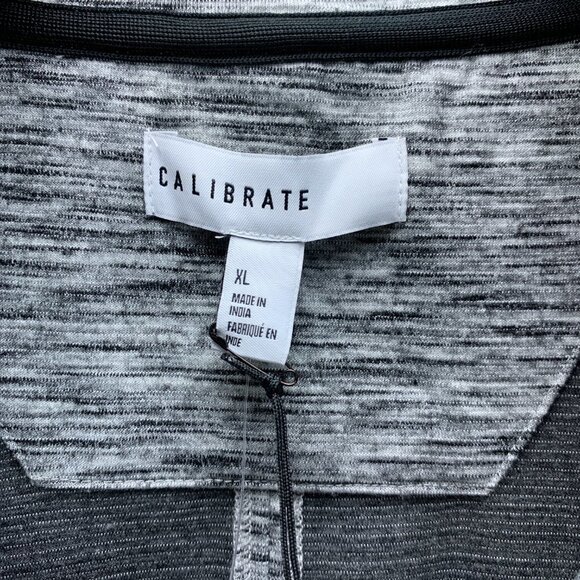 CALIBRATE
XL
MADE IN
INDIA
FABRIQUÉ EN
INDE